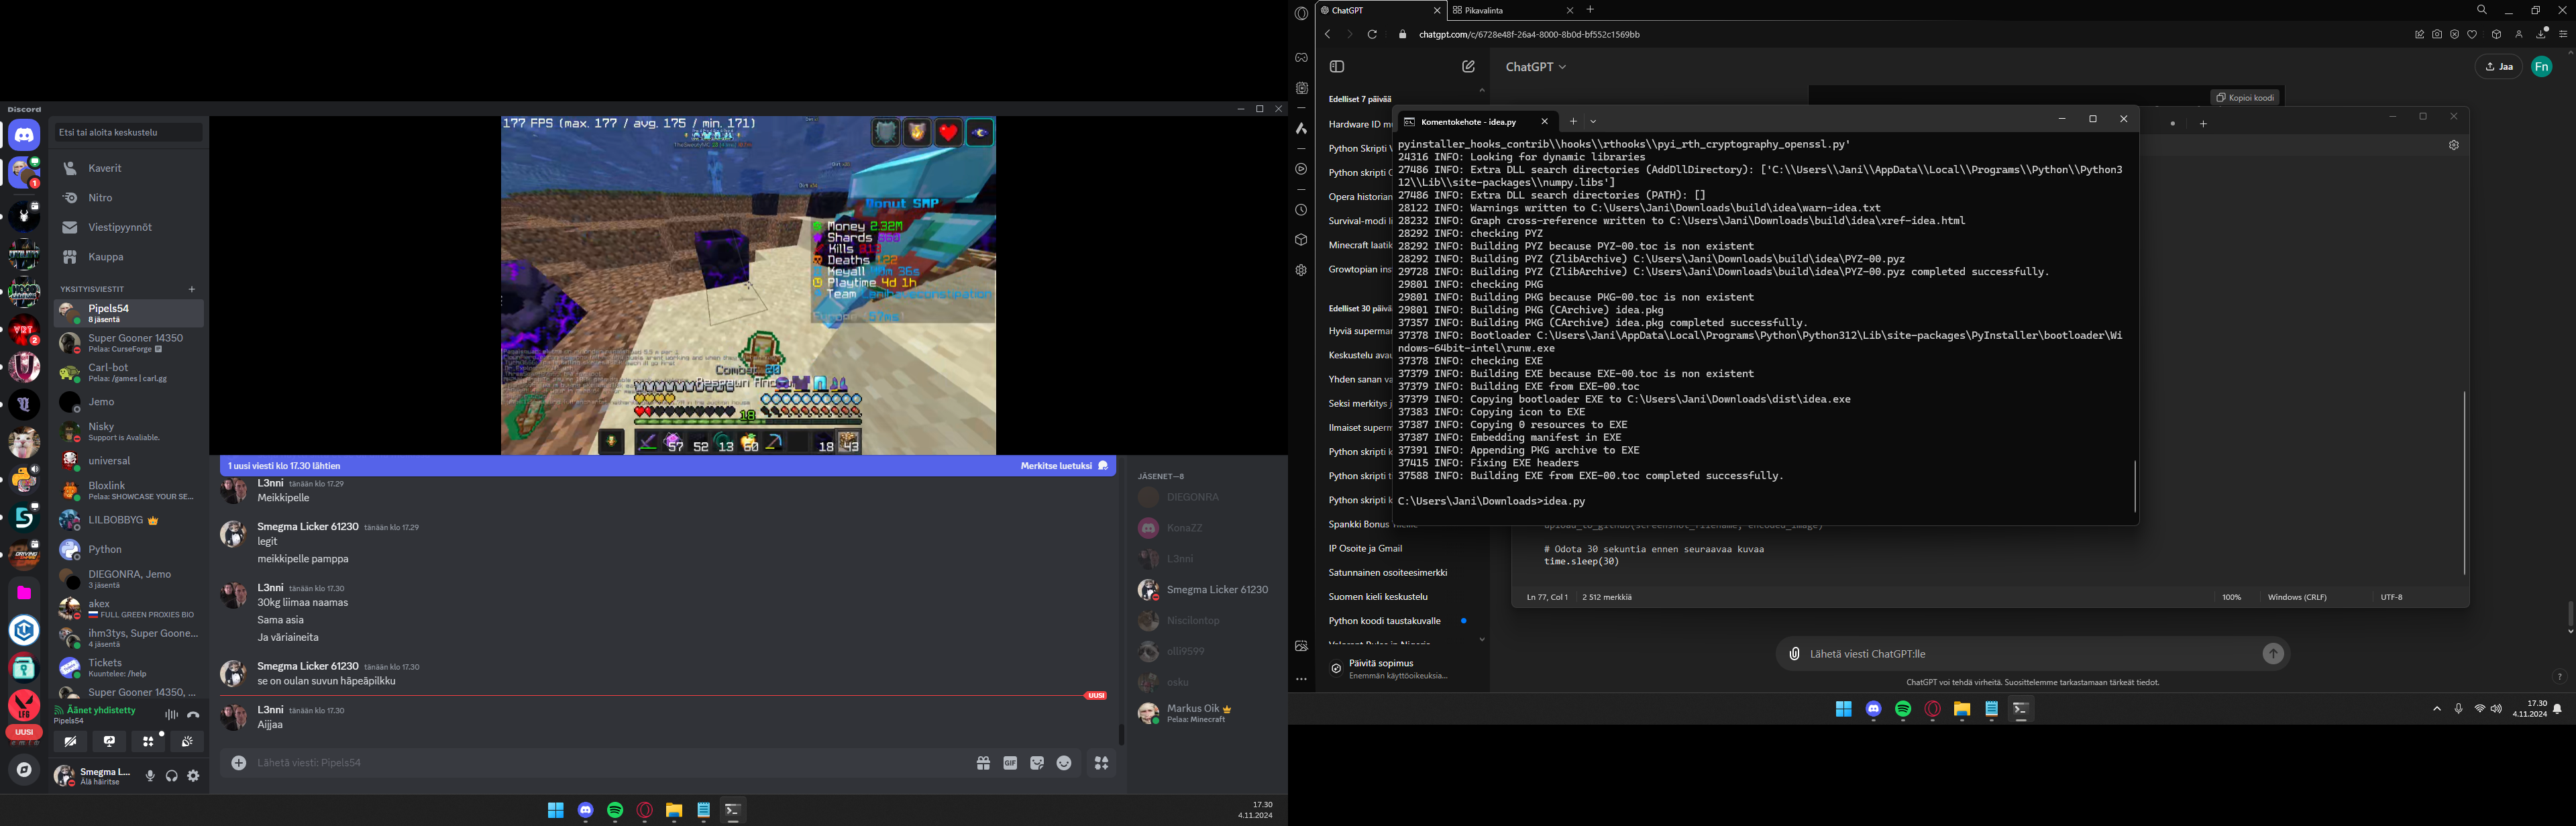 Discord
Etsi tai aloita keskustelu
Kaverit
Nitro
Viestipyynnöt
Kauppa
YKSITYISVIESTIT
Pipels54
8 jäsentä
Super Gooner 14350
Pelaa: CurseForge
Carl-bot
Pelaa: /games | carl.gg
Jemo
Nisky
Support is Avaliable.
universal
Bloxlink
Pelaa: SHOWCASE YOUR SE...
LILBOBBYG
Python
DIEGONRA, Jemo
3 jäsentä
akex
FULL GREEN PROXIES BIO
ihm3tys, Super Goone...
4 jäsentä
Tickets
Kuuntelee: /help
Super Gooner 14350, ...
Äänet yhdistetty
Pipels54
UUSI
Smegma L...
Älä häiritse
177 FPS (max. 177 / avg. 175 / min. 171)
Donut SMP
Money 2.32M
Shards
Kills
Deaths
Keyall
Playtime 4d 1h
Team
Combat
18
57 52 13 60 18 43
1 uusi viesti klo 17.30 lähtien
Merkitse luetuksi
L3nni tänään klo 17.29
Meikkipelle
Smegma Licker 61230 tänään klo 17.29
legit
meikkipelle pamppa
L3nni tänään klo 17.30
30kg liimaa naamas
Sama asia
Ja väriaineita
Smegma Licker 61230 tänään klo 17.30
se on oulan suvun häpeäpilkku
UUSI
L3nni tänään klo 17.30
Aijjaa
Lähetä viesti: Pipels54
GIF
JÄSENET—8
DIEGONRA
KonaZZ
L3nni
Smegma Licker 61230
Niscilontop
olli9599
osku
Markus Oik
Pelaa: Minecraft
17.30
4.11.2024
ChatGPT
Pikavalinta
chatgpt.com/c/6728e48f-26a4-8000-8b0d-bf552c1569bb
ChatGPT
Jaa
Fn
Kopioi koodi
Edelliset 7 päivää
Hardware ID mu
Python Skripti V
Python skripti C
Opera historian
Survival-modi li
Minecraft laatik
Growtopian ins
Edelliset 30 päivä
Hyviä superma
Keskustelu avau
Yhden sanan va
Seksi merkitys j
Ilmaiset superm
Python skripti k
Python skripti t
Python skripti k
Spankki Bonus
IP Osoite ja Gmail
Satunnainen osoiteesimerkki
Suomen kieli keskustelu
Python koodi taustakuvalle
Päivitä sopimus
Enemmän käyttöoikeuksia...
Komentokehote - idea.py
pyinstaller_hooks_contrib\\hooks\\rthooks\\pyi_rth_cryptography_openssl.py'
24316 INFO: Looking for dynamic libraries
27486 INFO: Extra DLL search directories (AddDllDirectory): ['C:\\Users\\Jani\\AppData\\Local\\Programs\\Python\\Python3
12\\Lib\\site-packages\\numpy.libs']
27486 INFO: Extra DLL search directories (PATH): []
28122 INFO: Warnings written to C:\Users\Jani\Downloads\build\idea\warn-idea.txt
28232 INFO: Graph cross-reference written to C:\Users\Jani\Downloads\build\idea\xref-idea.html
28292 INFO: checking PYZ
28292 INFO: Building PYZ because PYZ-00.toc is non existent
28292 INFO: Building PYZ (ZlibArchive) C:\Users\Jani\Downloads\build\idea\PYZ-00.pyz
29728 INFO: Building PYZ (ZlibArchive) C:\Users\Jani\Downloads\build\idea\PYZ-00.pyz completed successfully.
29801 INFO: checking PKG
29801 INFO: Building PKG because PKG-00.toc is non existent
29801 INFO: Building PKG (CArchive) idea.pkg
37357 INFO: Building PKG (CArchive) idea.pkg completed successfully.
37378 INFO: Bootloader C:\Users\Jani\AppData\Local\Programs\Python\Python312\Lib\site-packages\PyInstaller\bootloader\Wi
ndows-64bit-intel\runw.exe
37378 INFO: checking EXE
37379 INFO: Building EXE because EXE-00.toc is non existent
37379 INFO: Building EXE from EXE-00.toc
37379 INFO: Copying bootloader EXE to C:\Users\Jani\Downloads\dist\idea.exe
37383 INFO: Copying icon to EXE
37387 INFO: Copying 0 resources to EXE
37387 INFO: Embedding manifest in EXE
37391 INFO: Appending PKG archive to EXE
37415 INFO: Fixing EXE headers
37588 INFO: Building EXE from EXE-00.toc completed successfully.
C:\Users\Jani\Downloads>idea.py
upload_to_github(screenshot_filename, encoded_image)
# Odota 30 sekuntia ennen seuraavaa kuvaa
time.sleep(30)
Ln 77, Col 1
2 512 merkkiä
100%
Windows (CRLF)
UTF-8
Lähetä viesti ChatGPT:lle
ChatGPT voi tehdä virheitä. Suosittelemme tarkastamaan tärkeät tiedot.
17.30
4.11.2024